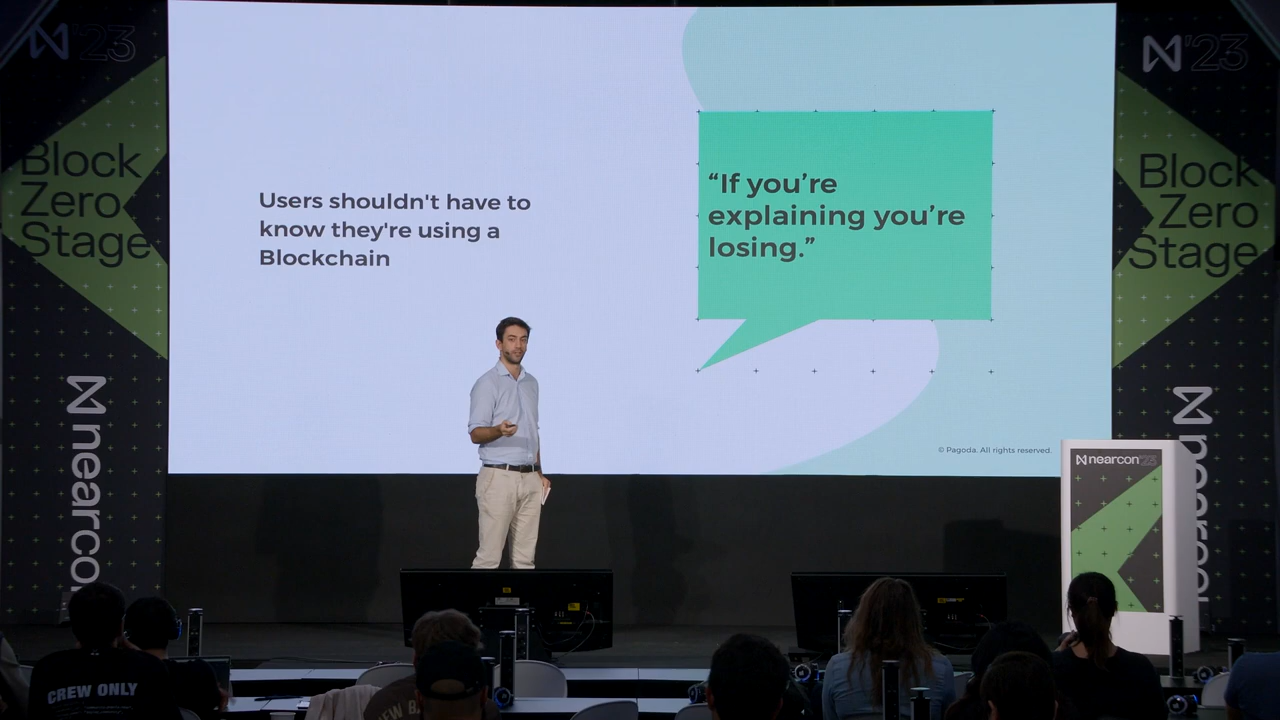 '23
'23
Block
Zero
Stage
Block
Zero
Stage
Users shouldn't have to
know they're using a
Blockchain
“If you’re
explaining you’re
losing.”
© Pagoda. All rights reserved.
nearcon
nearcon'23
nearcon
CREW ONLY